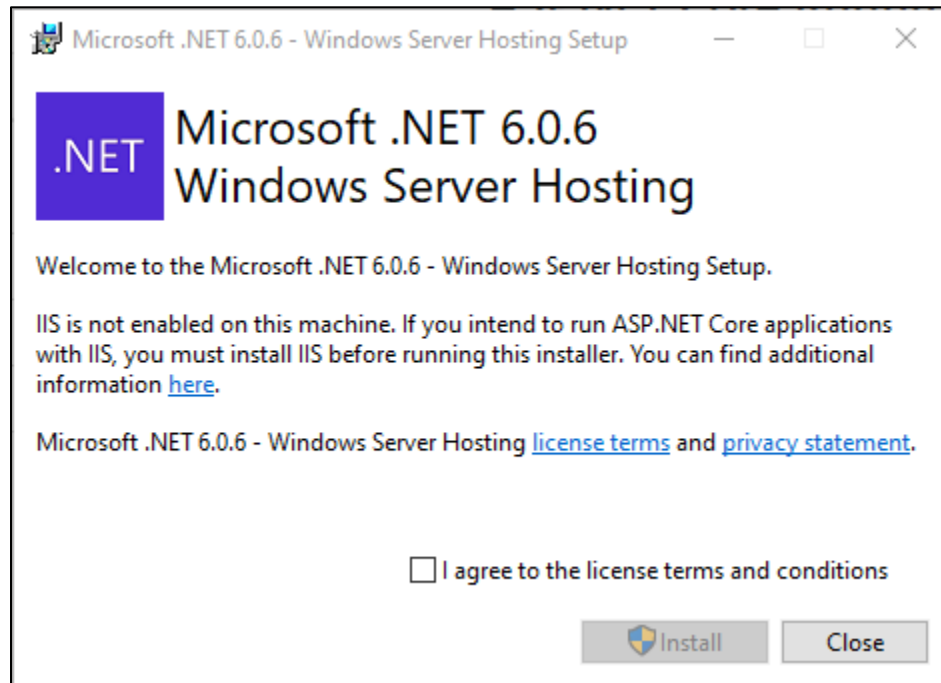 Microsoft .NET 6.0.6 - Windows Server Hosting Setup
.NET
Microsoft .NET 6.0.6
Windows Server Hosting
Welcome to the Microsoft .NET 6.0.6 - Windows Server Hosting Setup.
IIS is not enabled on this machine. If you intend to run ASP.NET Core applications
with IIS, you must install IIS before running this installer. You can find additional
information here.
Microsoft .NET 6.0.6 - Windows Server Hosting license terms and privacy statement.
I agree to the license terms and conditions
Install
Close